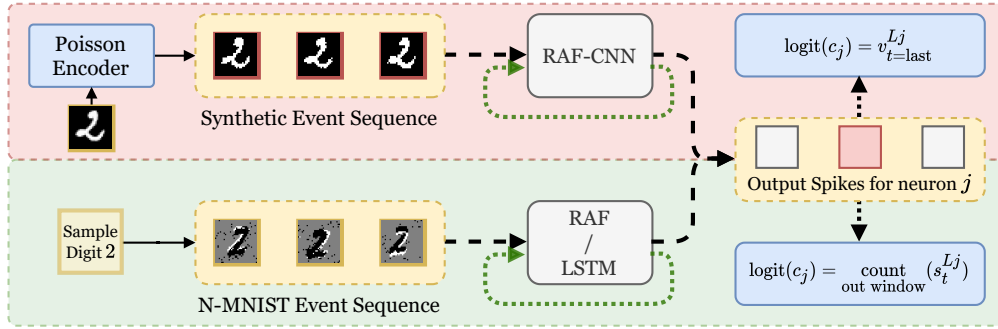 Poisson
Encoder
Synthetic Event Sequence
RAF-CNN
logit(c_j) = v_{t=last}^{Lj}
Output Spikes for neuron j
Sample
Digit 2
N-MNIST Event Sequence
RAF
/
LSTM
logit(c_j) = count (s_t^{Lj})
out window